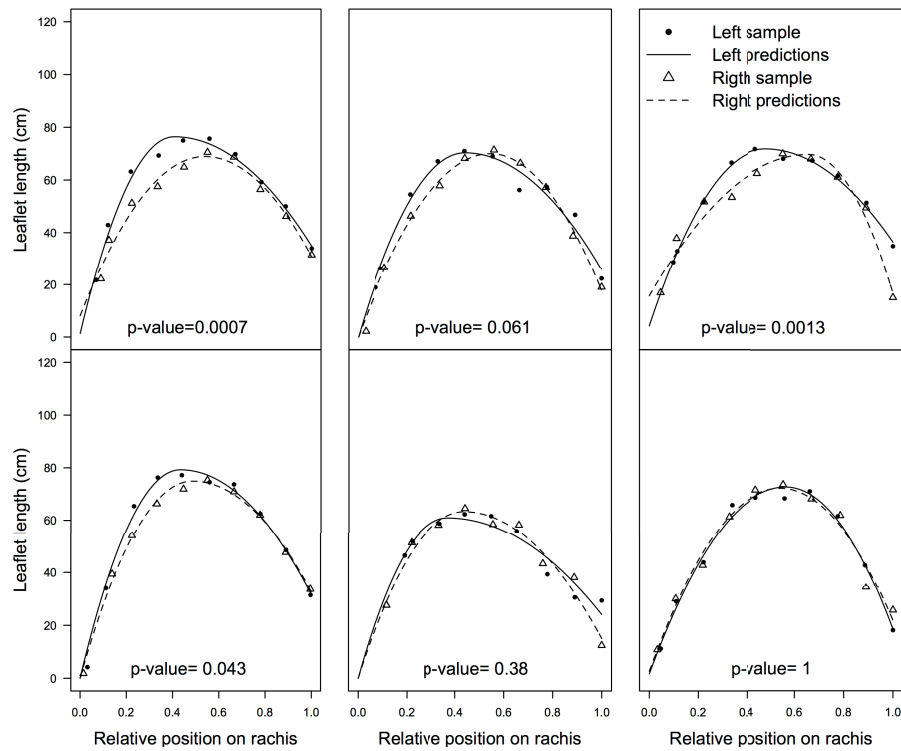 120
100
80
60
40
20
0
Leaflet length (cm)
p-value=0.0007
p-value= 0.061
Left sample
Left predictions
Rigth sample
Right predictions
p-value= 0.0013
120
100
80
60
40
20
0
Leaflet length (cm)
p-value= 0.043
p-value= 0.38
p-value= 1
0.0 0.2 0.4 0.6 0.8 1.0
0.0 0.2 0.4 0.6 0.8 1.0
0.0 0.2 0.4 0.6 0.8 1.0
Relative position on rachis
Relative position on rachis
Relative position on rachis